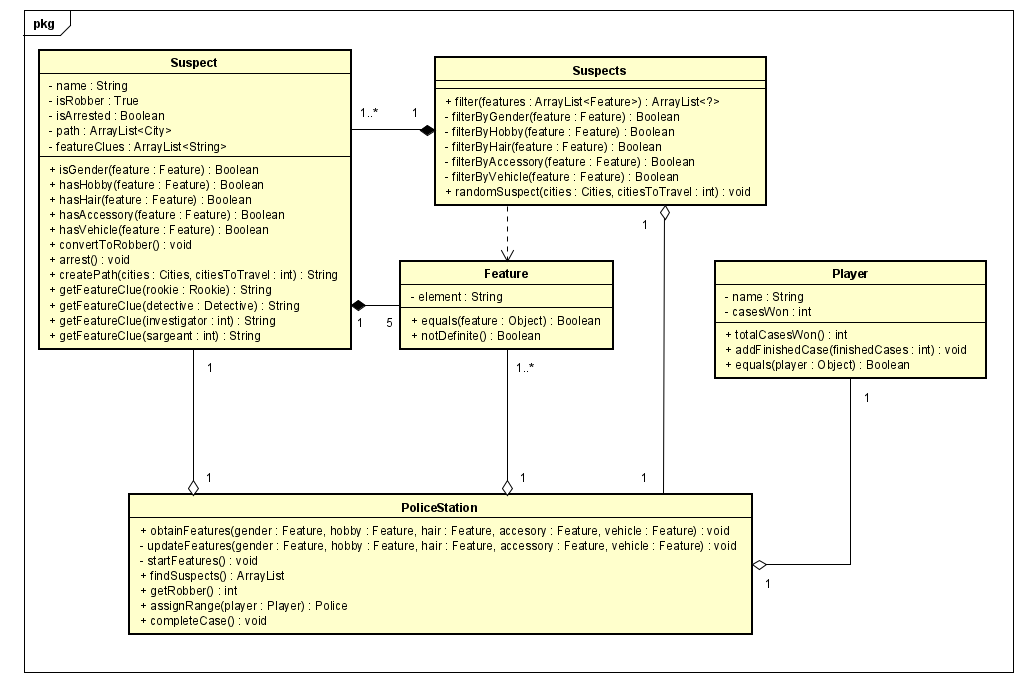 pkg
Suspect
- name : String
- isRobber : True
- isArrested : Boolean
- path : ArrayList<City>
- featureClues : ArrayList<String>
+ isGender(feature : Feature) : Boolean
+ hasHobby(feature : Feature) : Boolean
+ hasHair(feature : Feature) : Boolean
+ hasAccessory(feature : Feature) : Boolean
+ hasVehicle(feature : Feature) : Boolean
+ convertToRobber() : void
+ arrest() : void
+ createPath(cities : Cities, citiesToTravel : int) : String
+ getFeatureClue(rookie : Rookie) : String
+ getFeatureClue(detective : Detective) : String
+ getFeatureClue(investigator : int) : String
+ getFeatureClue(sargeant : int) : String
1..*
1
Suspects
+ filter(features : ArrayList<Feature>) : ArrayList<?>
- filterByGender(feature : Feature) : Boolean
- filterByHobby(feature : Feature) : Boolean
- filterByHair(feature : Feature) : Boolean
- filterByAccessory(feature : Feature) : Boolean
- filterByVehicle(feature : Feature) : Boolean
+ randomSuspect(cities : Cities, citiesToTravel : int) : void
1
Feature
- element : String
+ equals(feature : Object) : Boolean
+ notDefinite() : Boolean
1
5
Player
- name : String
- casesWon : int
+ totalCasesWon() : int
+ addFinishedCase(finishedCases : int) : void
+ equals(player : Object) : Boolean
1
1..*
1
1
1
1
PoliceStation
+ obtainFeatures(gender : Feature, hobby : Feature, hair : Feature, accesory : Feature, vehicle : Feature) : void
- updateFeatures(gender : Feature, hobby : Feature, hair : Feature, accessory : Feature, vehicle : Feature) : void
- startFeatures() : void
+ findSuspects() : ArrayList
+ getRobber() : int
+ assignRange(player : Player) : Police
+ completeCase() : void
1